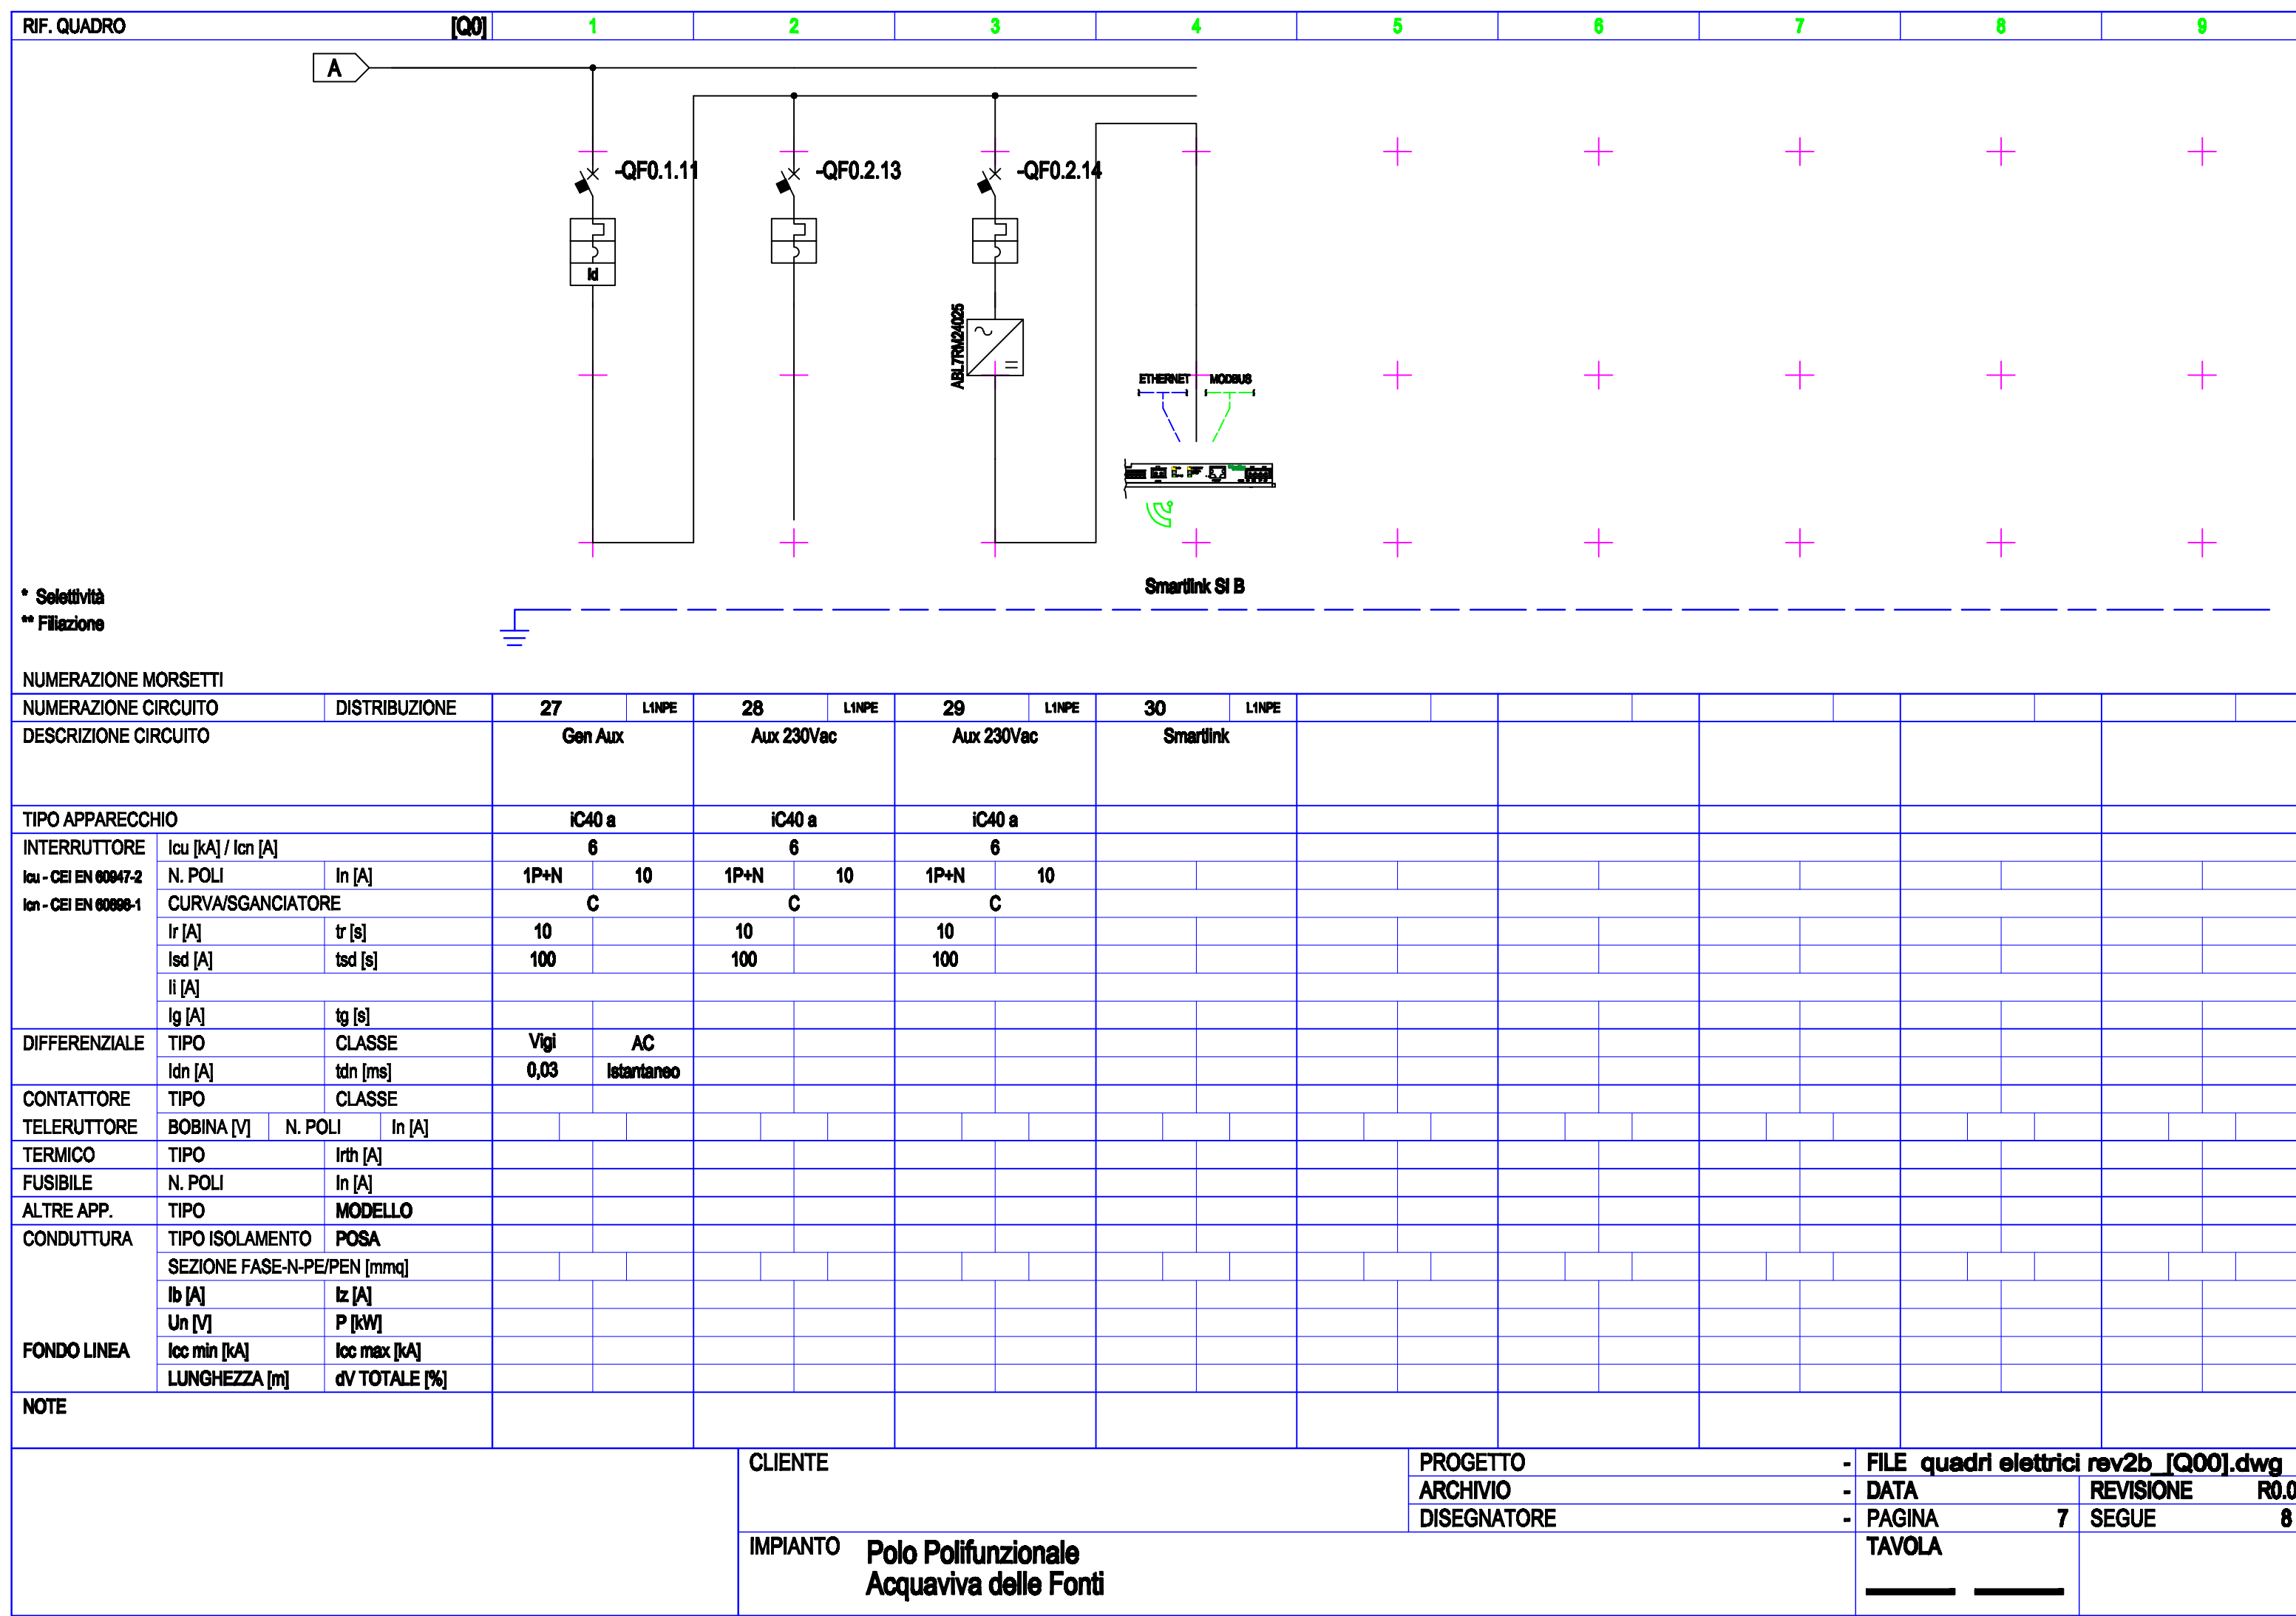 RIF. QUADRO [Q0] 1 2 3 4 5 6 7 8 9
A
-QF0.1.11 -QF0.2.13 -QF0.2.14
Id
ABL7RM24025
ETHERNET MODBUS
Smartlink SI B
* Selettività
** Filiazione
NUMERAZIONE MORSETTI
NUMERAZIONE CIRCUITO DISTRIBUZIONE 27 L1NPE 28 L1NPE 29 L1NPE 30 L1NPE
DESCRIZIONE CIRCUITO Gen Aux Aux 230Vac Aux 230Vac Smartlink
TIPO APPARECCHIO iC40 a iC40 a iC40 a
INTERRUTTORE Icu [kA] / Icn [A] 6 6 6
Icu - CEI EN 60947-2 N. POLI In [A] 1P+N 10 1P+N 10 1P+N 10
Icn - CEI EN 60898-1 CURVA/SGANCIATORE C C C
Ir [A] tr [s] 10 10 10
Isd [A] tsd [s] 100 100 100
Ii [A]
Ig [A] tg [s]
DIFFERENZIALE TIPO CLASSE Vigi AC
Idn [A] tdn [ms] 0,03 Istantaneo
CONTATTORE TIPO CLASSE
TELERUTTORE BOBINA [V] N. POLI In [A]
TERMICO TIPO Irth [A]
FUSIBILE N. POLI In [A]
ALTRE APP. TIPO MODELLO
CONDUTTURA TIPO ISOLAMENTO POSA
SEZIONE FASE-N-PE/PEN [mmq]
Ib [A] Iz [A]
Un [V] P [kW]
FONDO LINEA Icc min [kA] Icc max [kA]
LUNGHEZZA [m] dV TOTALE [%]
NOTE
CLIENTE
PROGETTO - FILE quadri elettrici rev2b_[Q00].dwg
ARCHIVIO - DATA REVISIONE R0.0
DISEGNATORE - PAGINA 7 SEGUE 8
IMPIANTO Polo Polifunzionale
Acquaviva delle Fonti
TAVOLA